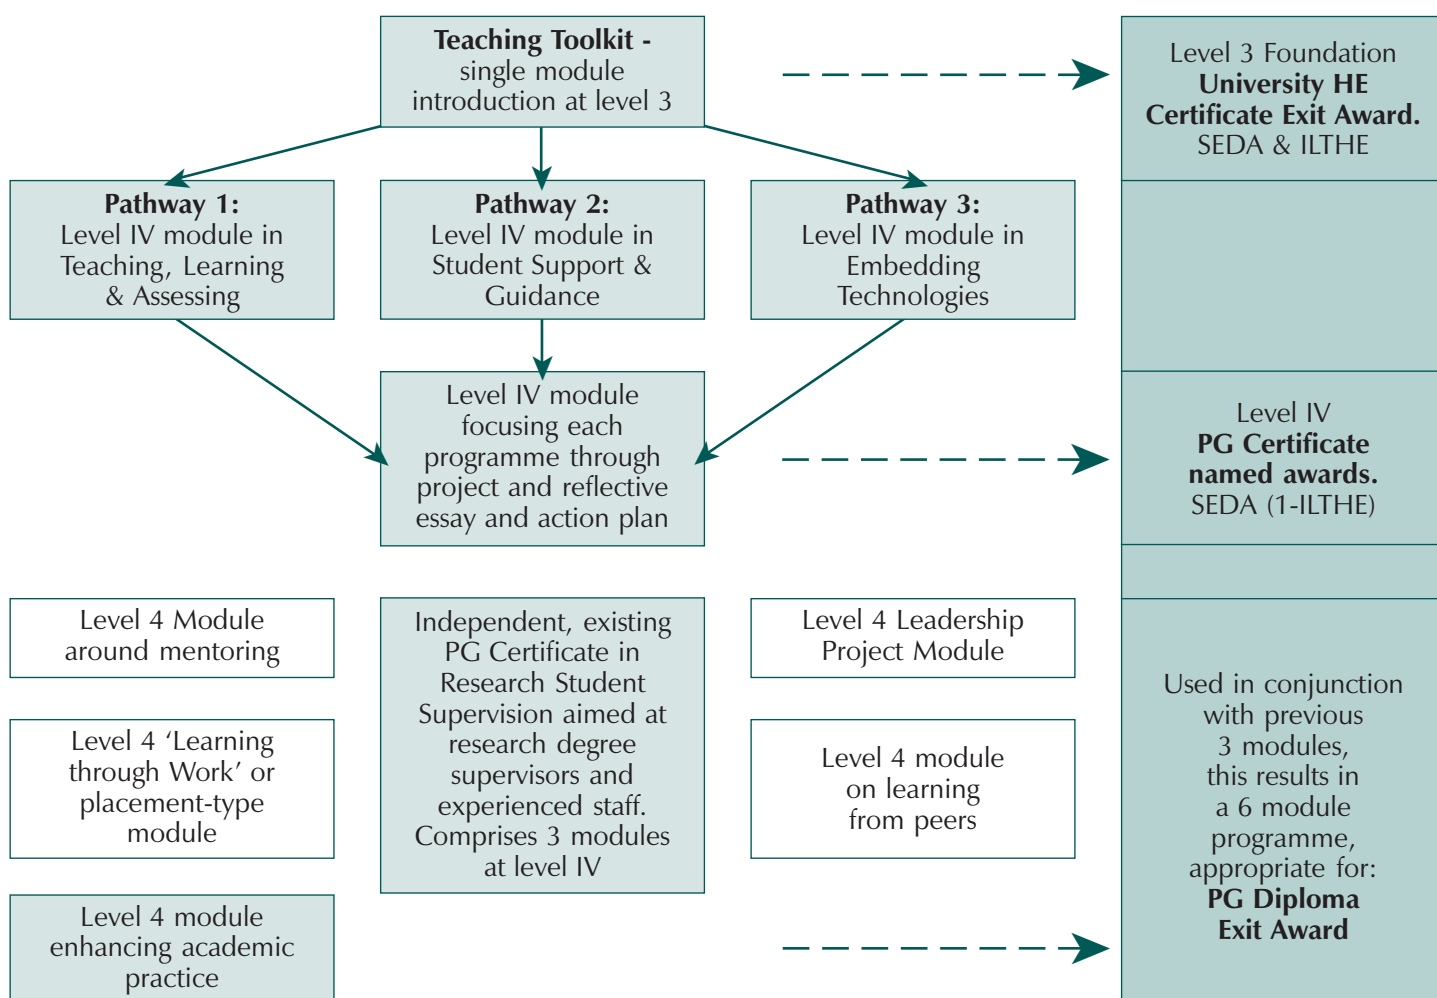 Teaching Toolkit -
single module
introduction at level 3
Level 3 Foundation
University HE
Certificate Exit Award.
SEDA & ILTHE
Pathway 1:
Level IV module in
Teaching, Learning
& Assessing
Pathway 2:
Level IV module in
Student Support &
Guidance
Pathway 3:
Level IV module in
Embedding
Technologies
Level IV module
focusing each
programme through
project and reflective
essay and action plan
Level IV
PG Certificate
named awards.
SEDA (1-ILTHE)
Level 4 Module
around mentoring
Level 4 ‘Learning
through Work’ or
placement-type
module
Level 4 module
enhancing academic
practice
Independent, existing
PG Certificate in
Research Student
Supervision aimed at
research degree
supervisors and
experienced staff.
Comprises 3 modules
at level IV
Level 4 Leadership
Project Module
Level 4 module
on learning
from peers
Used in conjunction
with previous
3 modules,
this results in
a 6 module
programme,
appropriate for:
PG Diploma
Exit Award